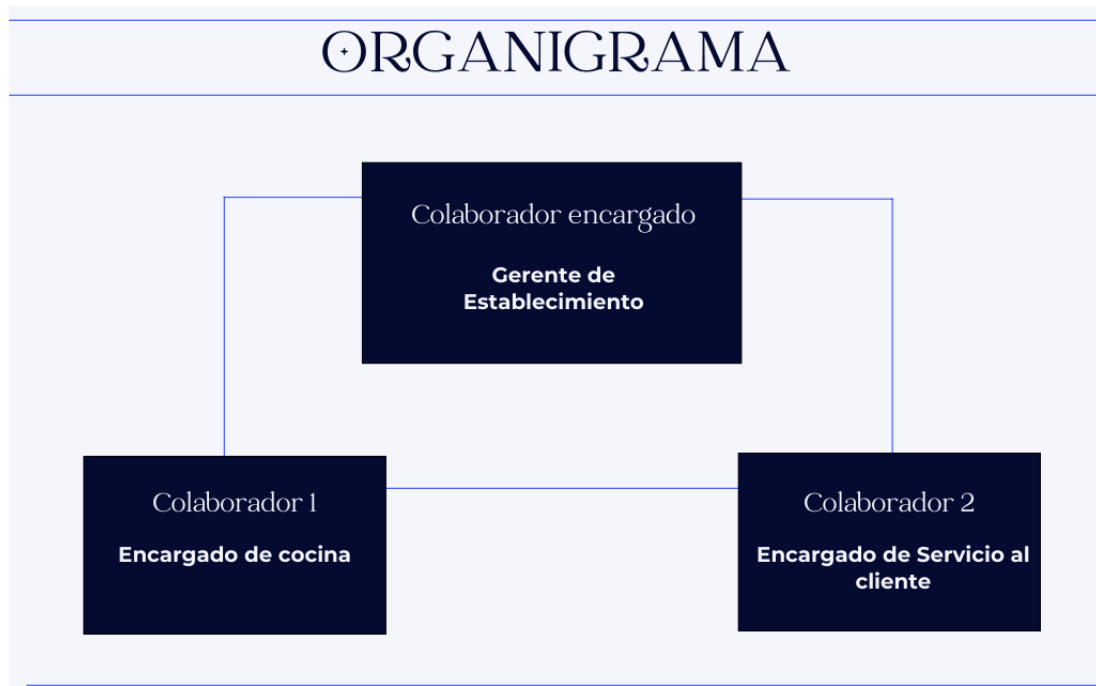 ORGANIGRAMA
Colaborador encargado
Gerente de
Establecimiento
Colaborador 1
Encargado de cocina
Colaborador 2
Encargado de Servicio al
cliente